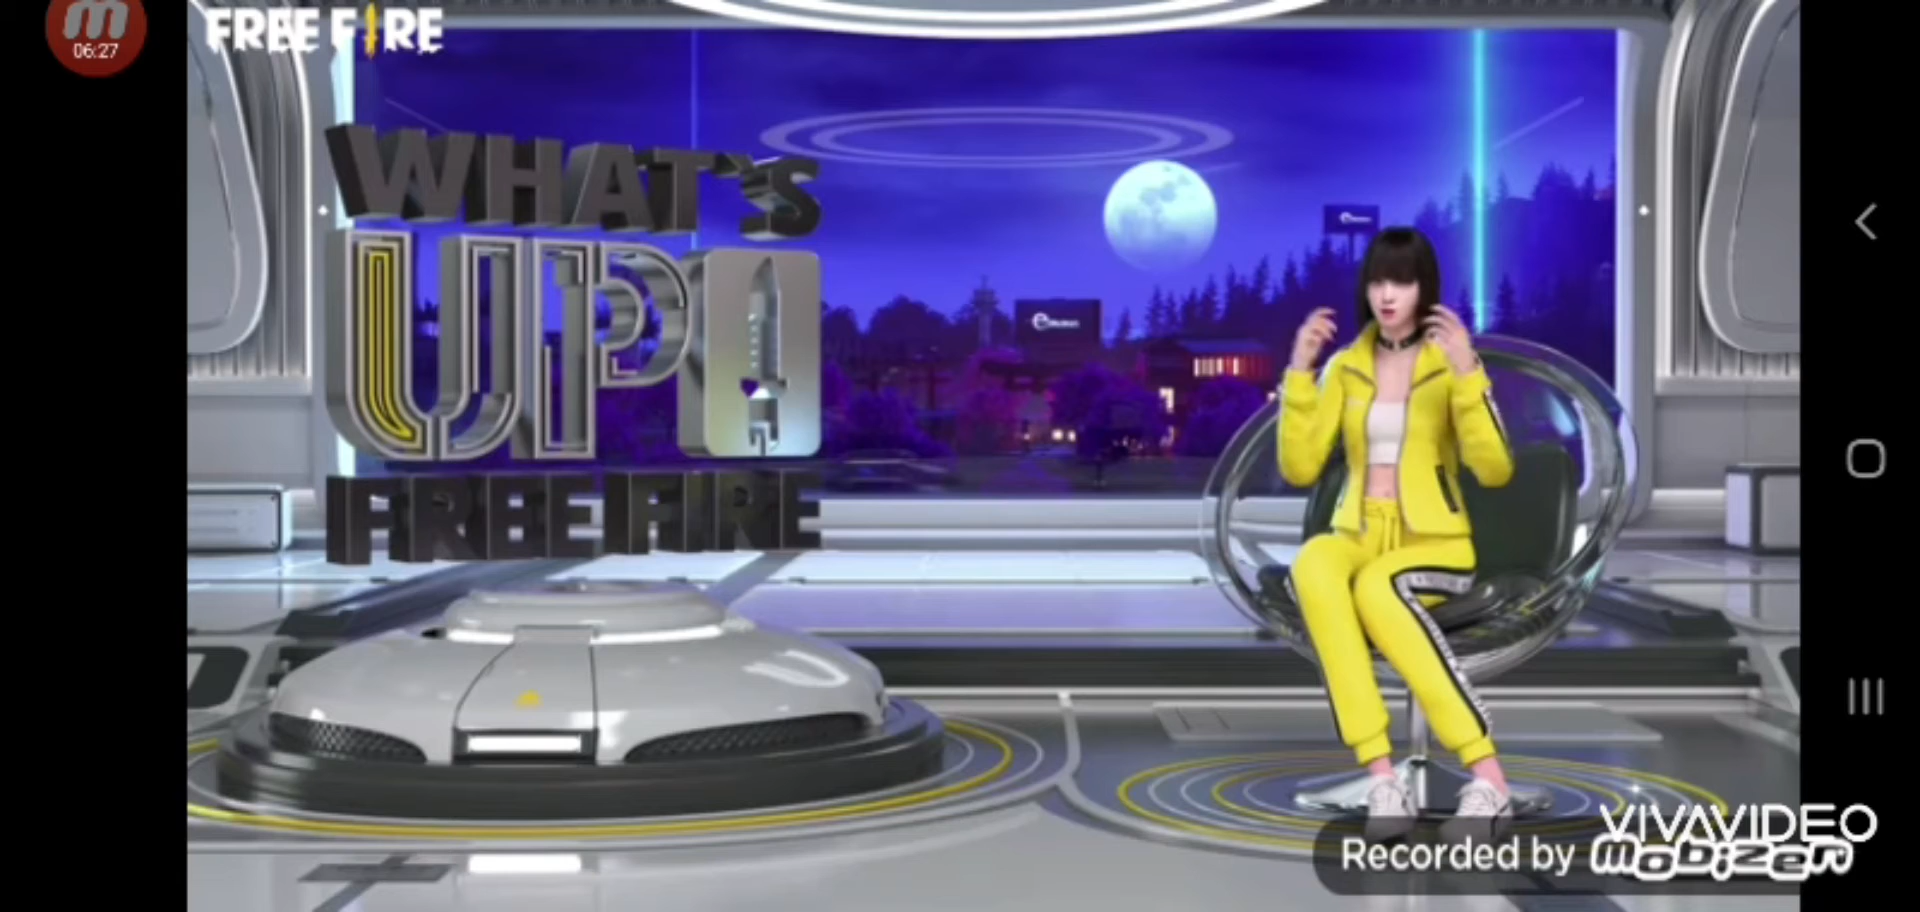 06:27
FREE FIRE
WHAT'S
UP!
FREE FIRE
VIVAVIDEO
Recorded by mobizen